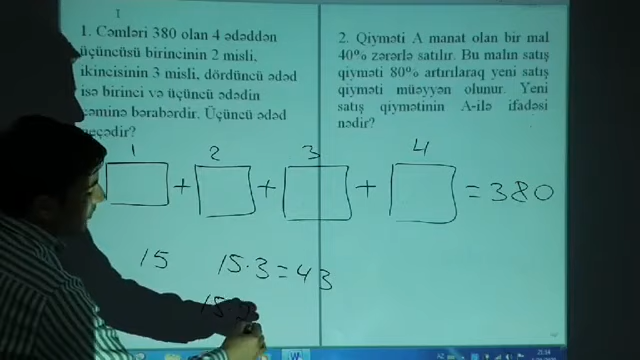 1. Cəmləri 380 olan 4 ədəddən
üçüncüsü birincinin 2 misli,
ikincisinin 3 misli, dördüncü ədəd
isə birinci və üçüncü ədədin
cəminə bərabərdir. Üçüncü ədəd
neçədir?
2. Qiyməti A manat olan bir mal
40% zərərlə satılır. Bu malın satış
qiyməti 80% artırılaraq yeni satış
qiyməti müəyyən olunur. Yeni
satış qiymətinin A-ilə ifadəsi
nədir?
1 2 3 4
+ + + = 380
15 15·3=43
15